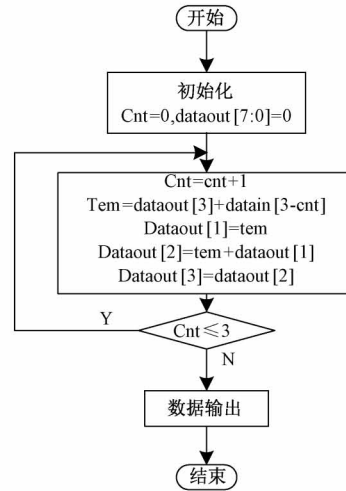 开始
初始化
Cnt=0,dataout[7:0]=0
Cnt=cnt+1
Tem=dataout[3]+datain[3-cnt]
Dataout[1]=tem
Dataout[2]=tem+dataout[1]
Dataout[3]=dataout[2]
Y
Cnt≤3
N
数据输出
结束